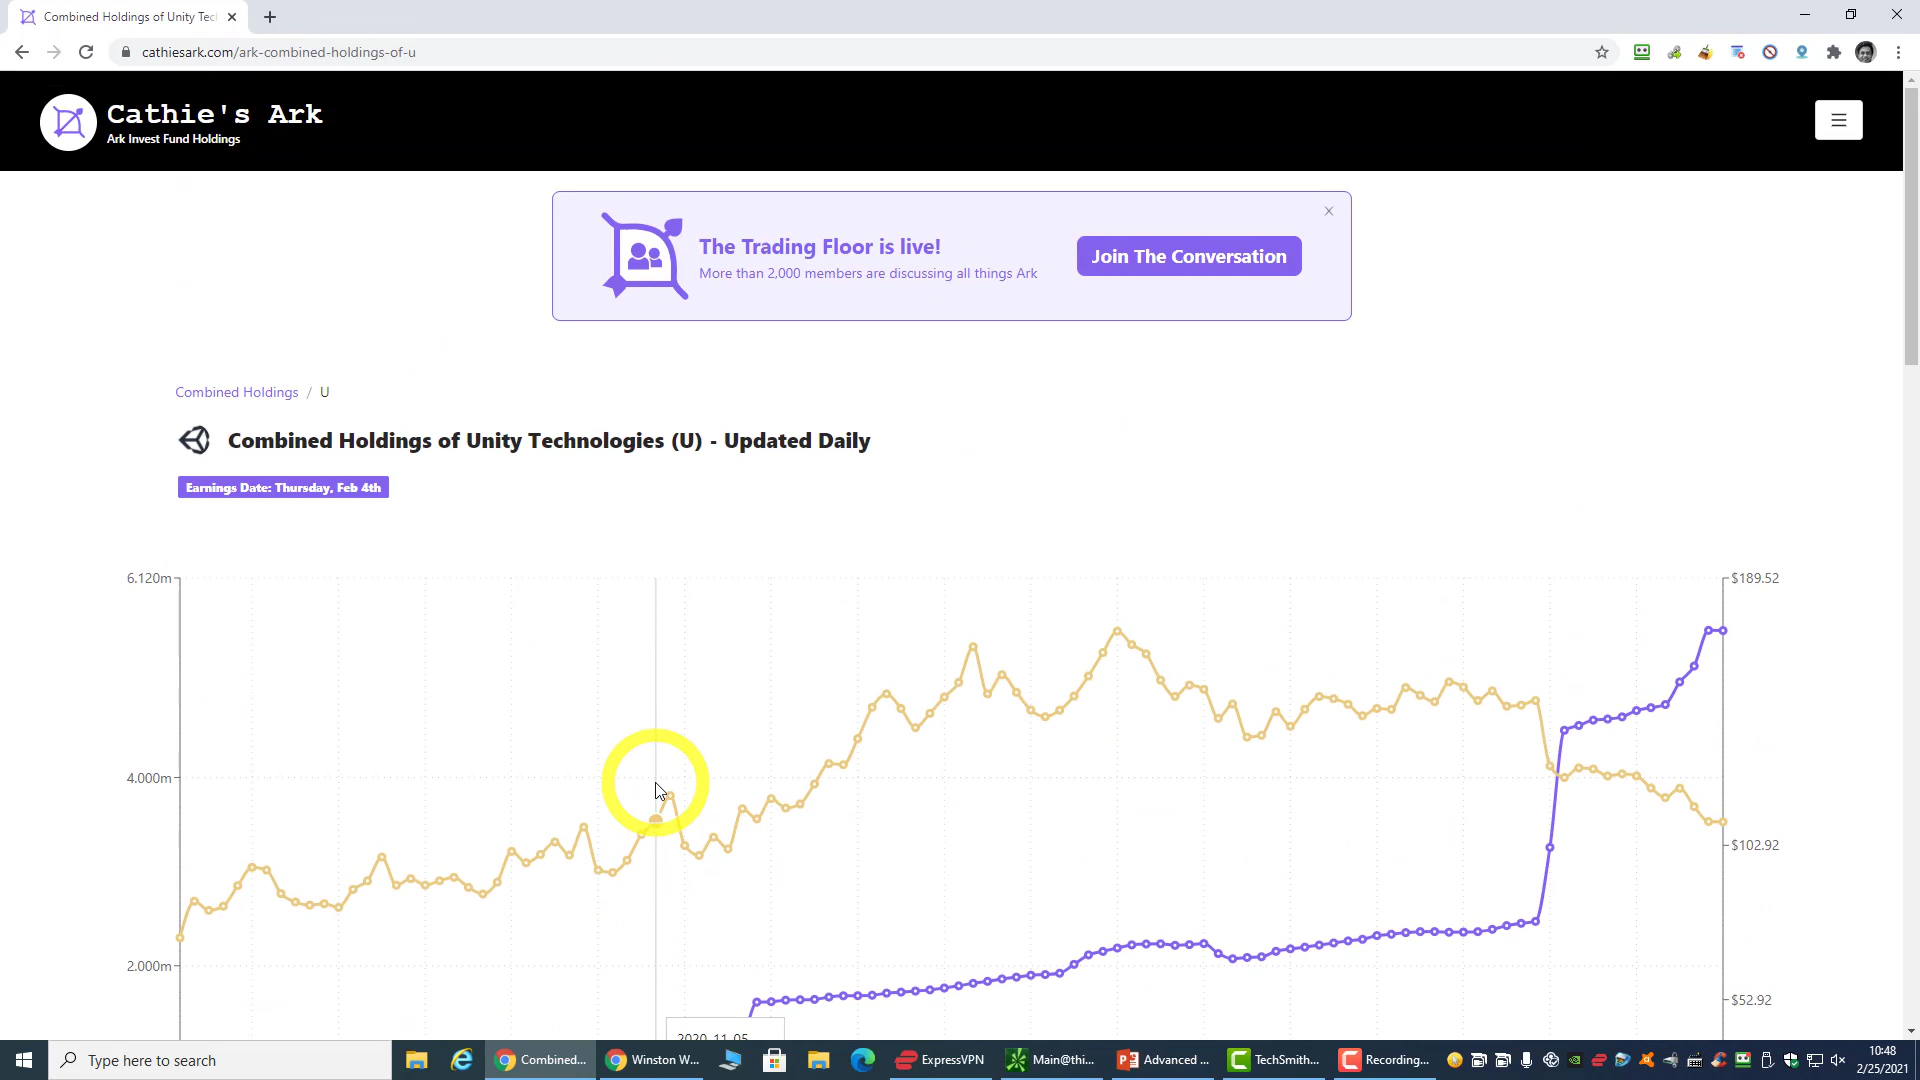 Combined Holdings of Unity Tec
cathiesark.com/ark-combined-holdings-of-u
Cathie's Ark
Ark Invest Fund Holdings
The Trading Floor is live!
More than 2,000 members are discussing all things Ark
Join The Conversation
Combined Holdings / U
Combined Holdings of Unity Technologies (U) - Updated Daily
Earnings Date: Thursday, Feb 4th
6.120m
$189.52
4.000m
$102.92
2.000m
$52.92
2020-11-05
Type here to search
Combined...
Winston W...
ExpressVPN
Main@thi...
Advanced ...
TechSmith...
Recording...
10:48
2/25/2021